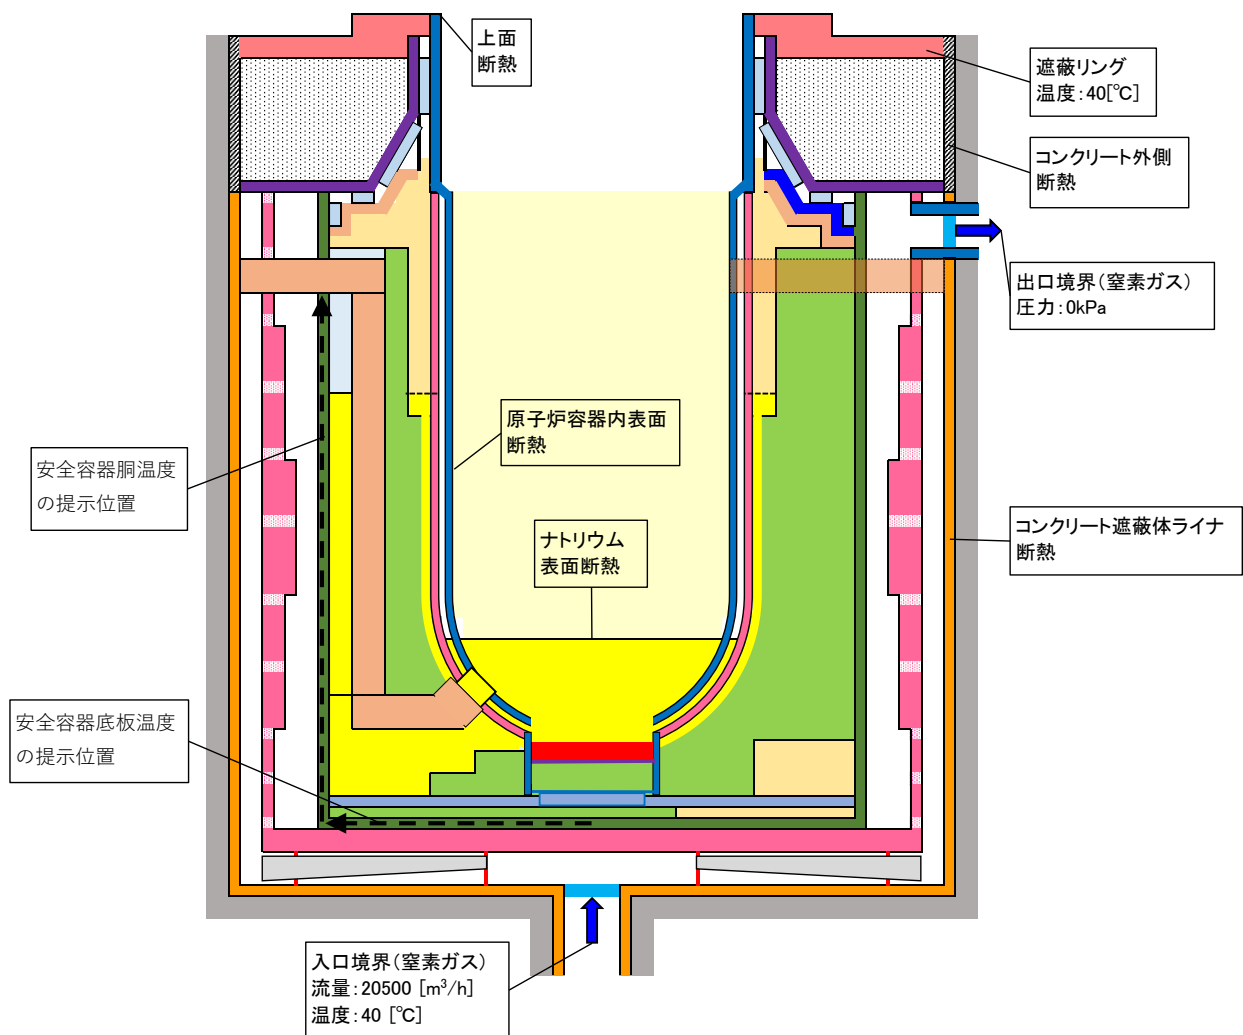 上面
断熱
遮蔽リング
温度:40[℃]
コンクリート外側
断熱
出口境界(窒素ガス)
圧力:0kPa
原子炉容器内表面
断熱
安全容器胴温度
の提示位置
コンクリート遮蔽体ライナ
断熱
ナトリウム
表面断熱
安全容器底板温度
の提示位置
入口境界(窒素ガス)
流量:20500 [m³/h]
温度:40 [℃]